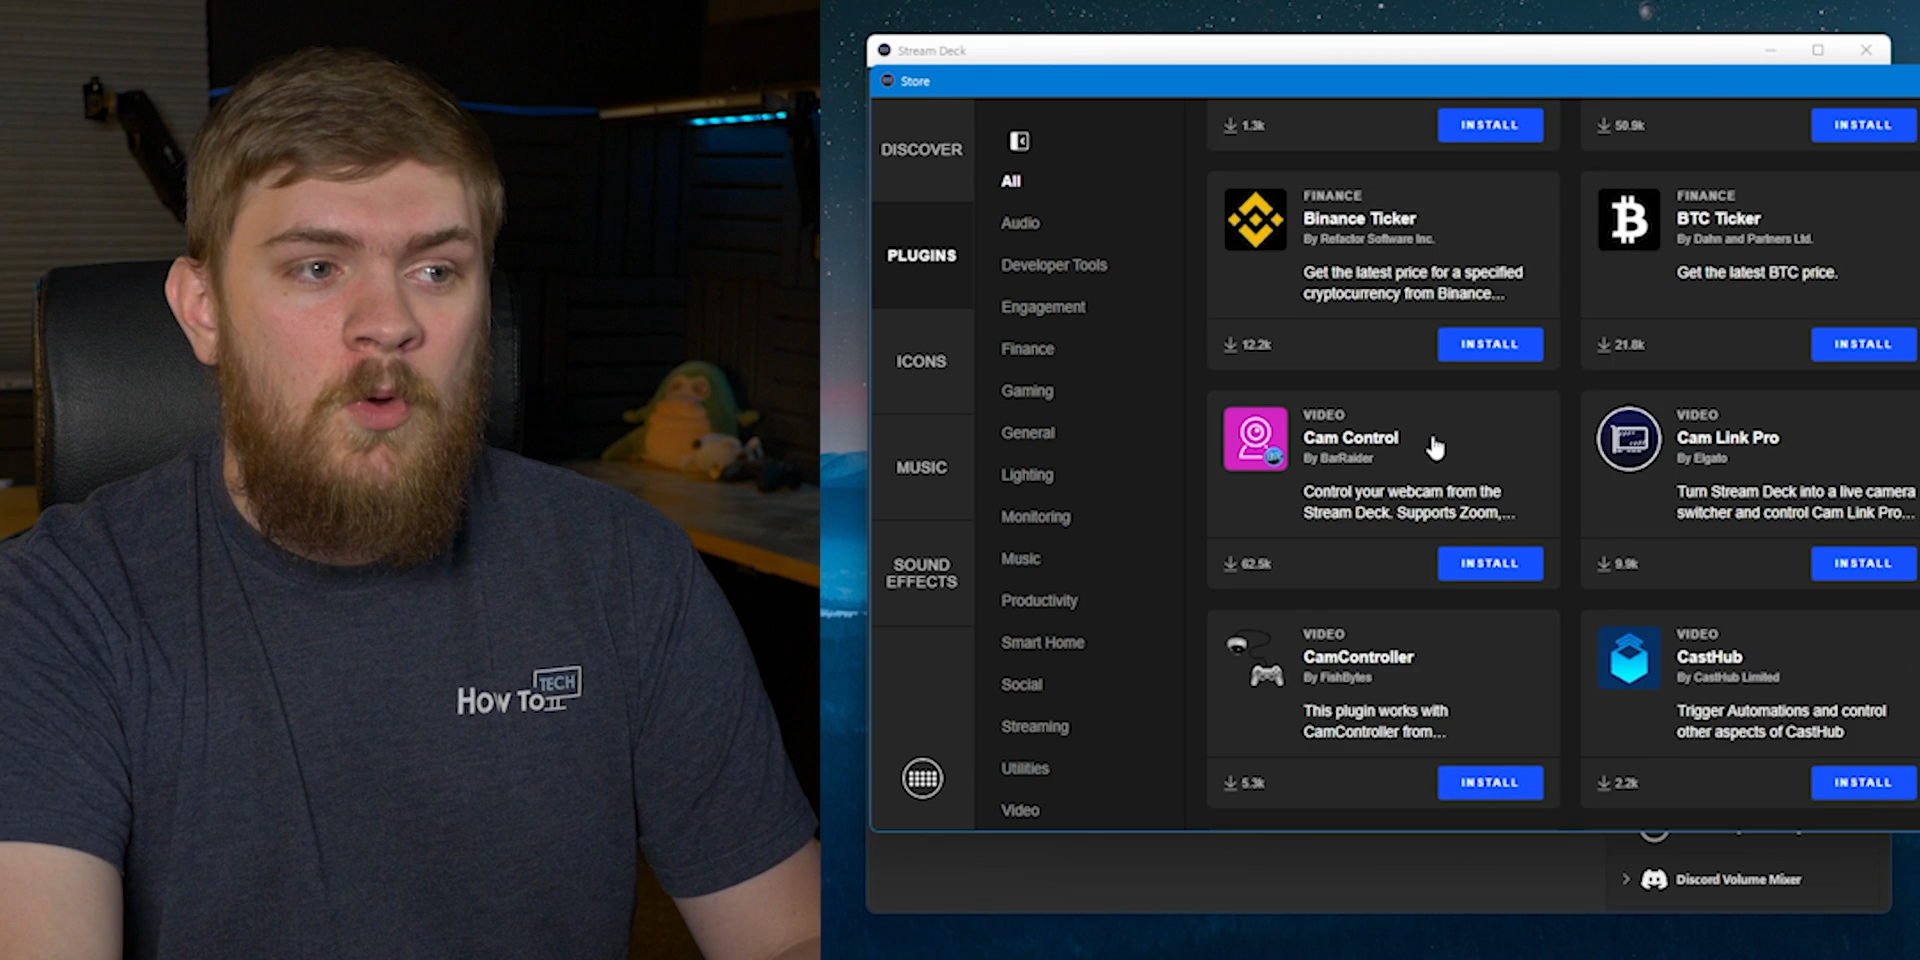 HOW TO
TECH
Stream Deck
Store
DISCOVER
PLUGINS
ICONS
MUSIC
SOUND
EFFECTS
All
Audio
Developer Tools
Engagement
Finance
Gaming
General
Lighting
Monitoring
Music
Productivity
Smart Home
Social
Streaming
Utilities
Video
1.3k
INSTALL
50.9k
INSTALL
FINANCE
Binance Ticker
By Refactor Software Inc.
Get the latest price for a specified
cryptocurrency from Binance...
12.2k
INSTALL
FINANCE
BTC Ticker
By Dahn and Partners Ltd.
Get the latest BTC price.
21.8k
INSTALL
VIDEO
Cam Control
By BarRaider
Control your webcam from the
Stream Deck. Supports Zoom,...
62.5k
INSTALL
VIDEO
Cam Link Pro
By Elgato
Turn Stream Deck into a live camera
switcher and control Cam Link Pro...
9.9k
INSTALL
VIDEO
CamController
By FishBytes
This plugin works with
CamController from...
5.3k
INSTALL
VIDEO
CastHub
By CastHub Limited
Trigger Automations and control
other aspects of CastHub
2.2k
INSTALL
Discord Volume Mixer